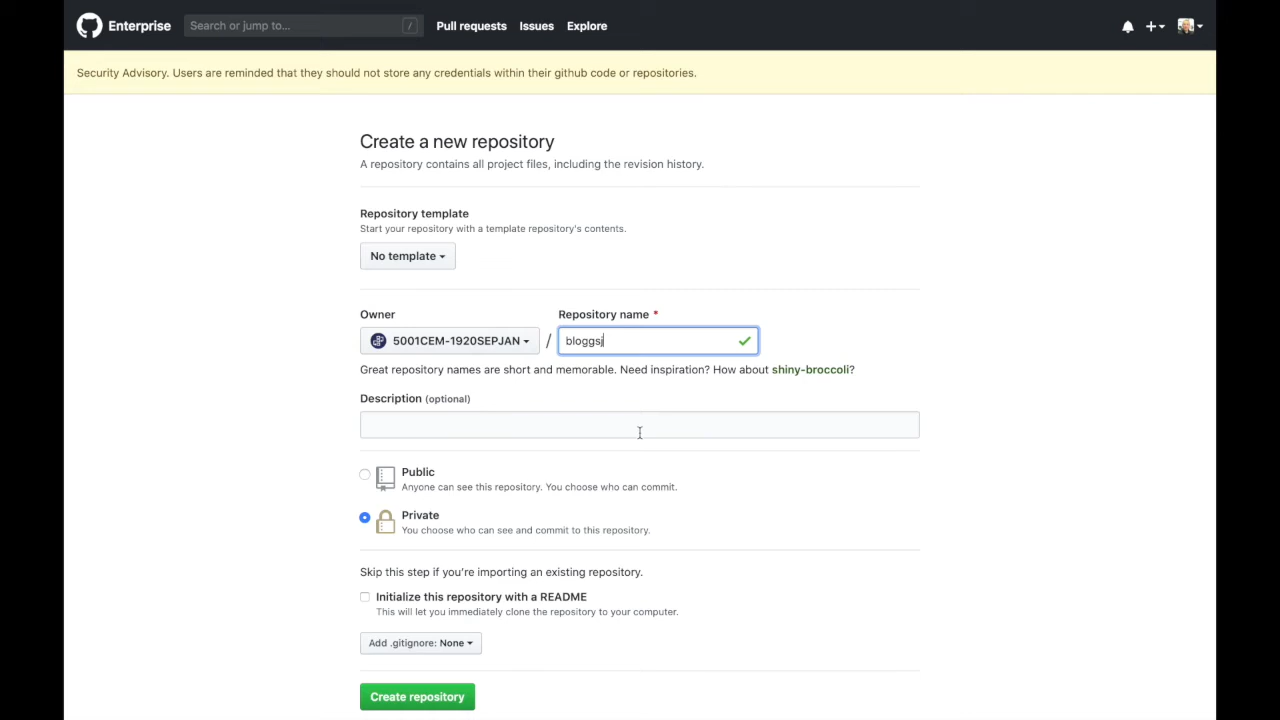 Enterprise Search or jump to... / Pull requests Issues Explore
Security Advisory. Users are reminded that they should not store any credentials within their github code or repositories.
Create a new repository
A repository contains all project files, including the revision history.
Repository template
Start your repository with a template repository's contents.
No template
Owner Repository name *
5001CEM-1920SEPJAN / bloggsj
Great repository names are short and memorable. Need inspiration? How about shiny-broccoli?
Description (optional)
Public
Anyone can see this repository. You choose who can commit.
Private
You choose who can see and commit to this repository.
Skip this step if you're importing an existing repository.
Initialize this repository with a README
This will let you immediately clone the repository to your computer.
Add .gitignore: None
Create repository